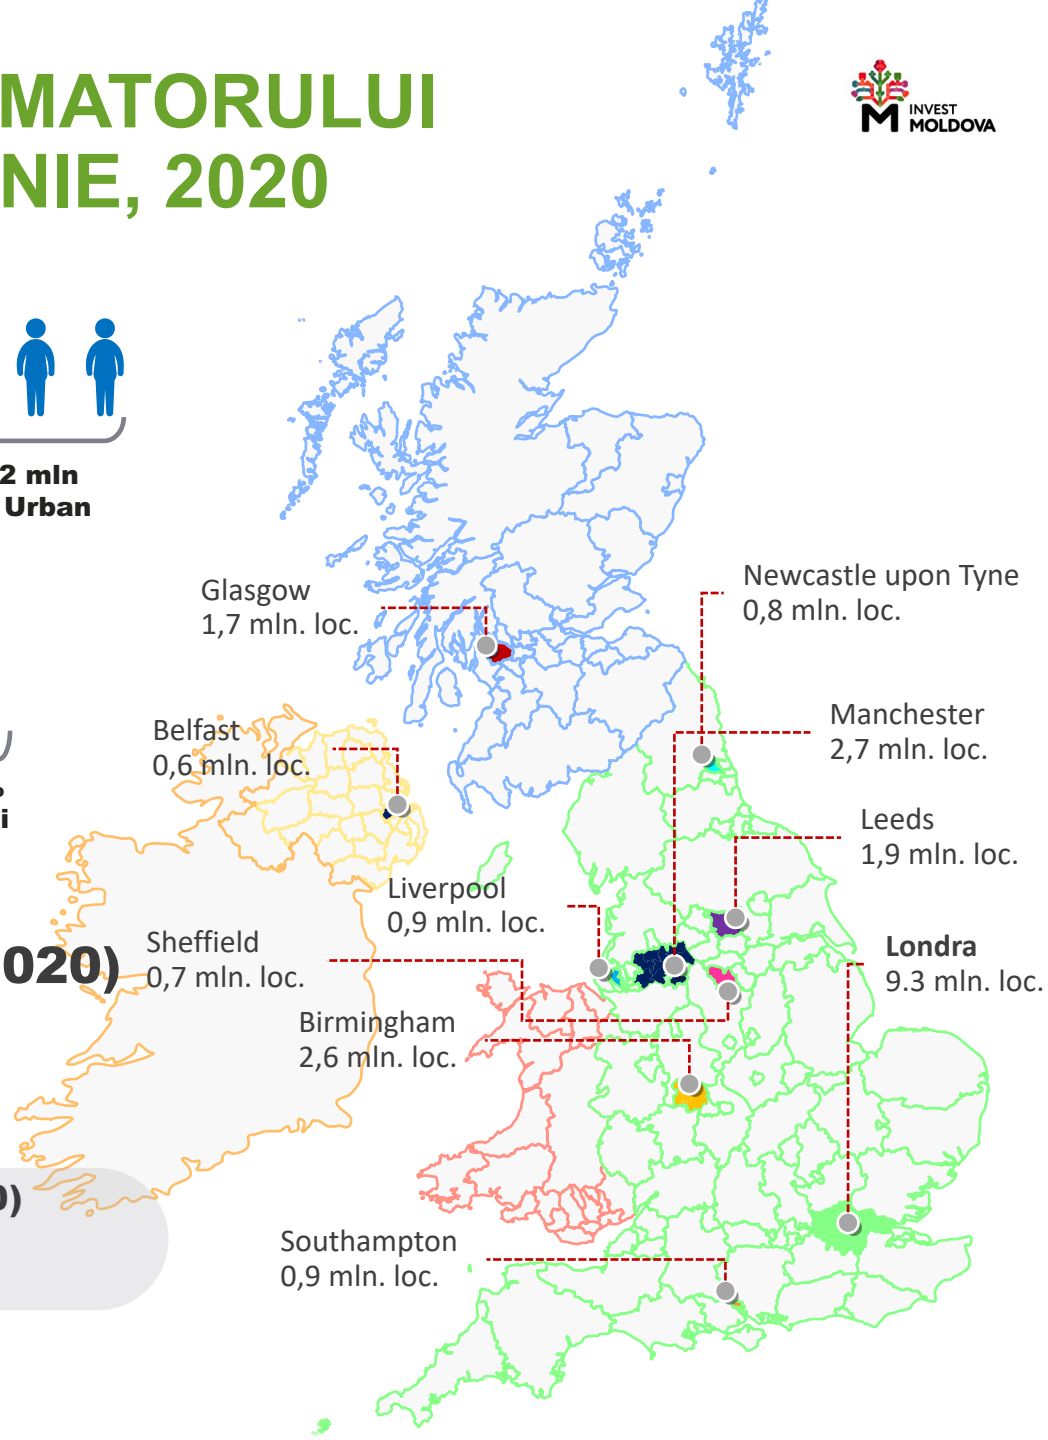 MATORULUI
NIE, 2020
INVEST
MOLDOVA
2 mln
Urban
Glasgow
1,7 mln. loc.
Newcastle upon Tyne
0,8 mln. loc.
Belfast
0,6 mln. loc.
Manchester
2,7 mln. loc.
i
Leeds
1,9 mln. loc.
Liverpool
0,9 mln. loc.
020)
Sheffield
0,7 mln. loc.
Londra
9.3 mln. loc.
Birmingham
2,6 mln. loc.
0)
Southampton
0,9 mln. loc.